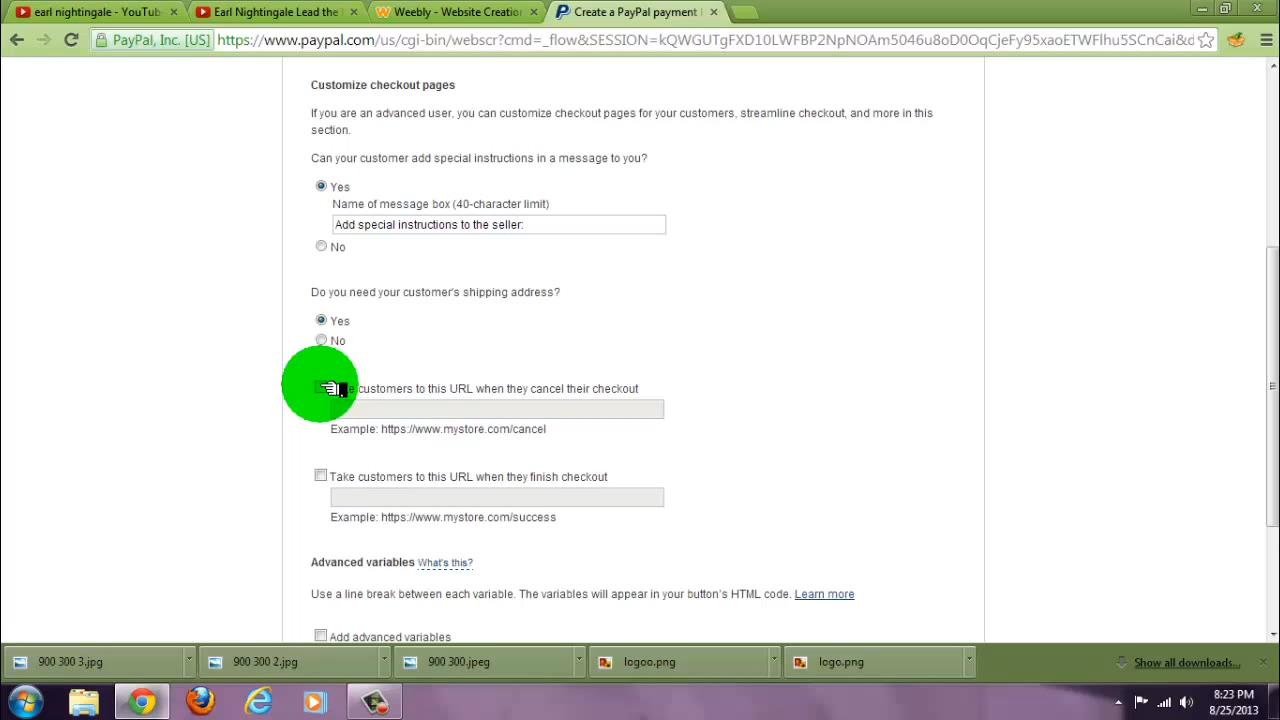 earl nightingale - YouTub
Earl Nightingale Lead the
Weebly - Website Creation
Create a PayPal payment
PayPal, Inc. [US]
https://www.paypal.com/us/cgi-bin/webscr?cmd=_flow&SESSION=kQWGUTgFXD10LWFBP2NpNOAm5046u8oD0OqCjeFy95xaoETWFlhu5SCnCai&d
Customize checkout pages
If you are an advanced user, you can customize checkout pages for your customers, streamline checkout, and more in this
section.
Can your customer add special instructions in a message to you?
Yes
Name of message box (40-character limit)
Add special instructions to the seller:
No
Do you need your customer's shipping address?
Yes
No
customers to this URL when they cancel their checkout
Example: https://www.mystore.com/cancel
Take customers to this URL when they finish checkout
Example: https://www.mystore.com/success
Advanced variables What's this?
Use a line break between each variable. The variables will appear in your button's HTML code. Learn more
Add advanced variables
900 300 3.jpg
900 300 2.jpg
900 300.jpeg
logoo.png
logo.png
Show all downloads...
8:23 PM
8/25/2013